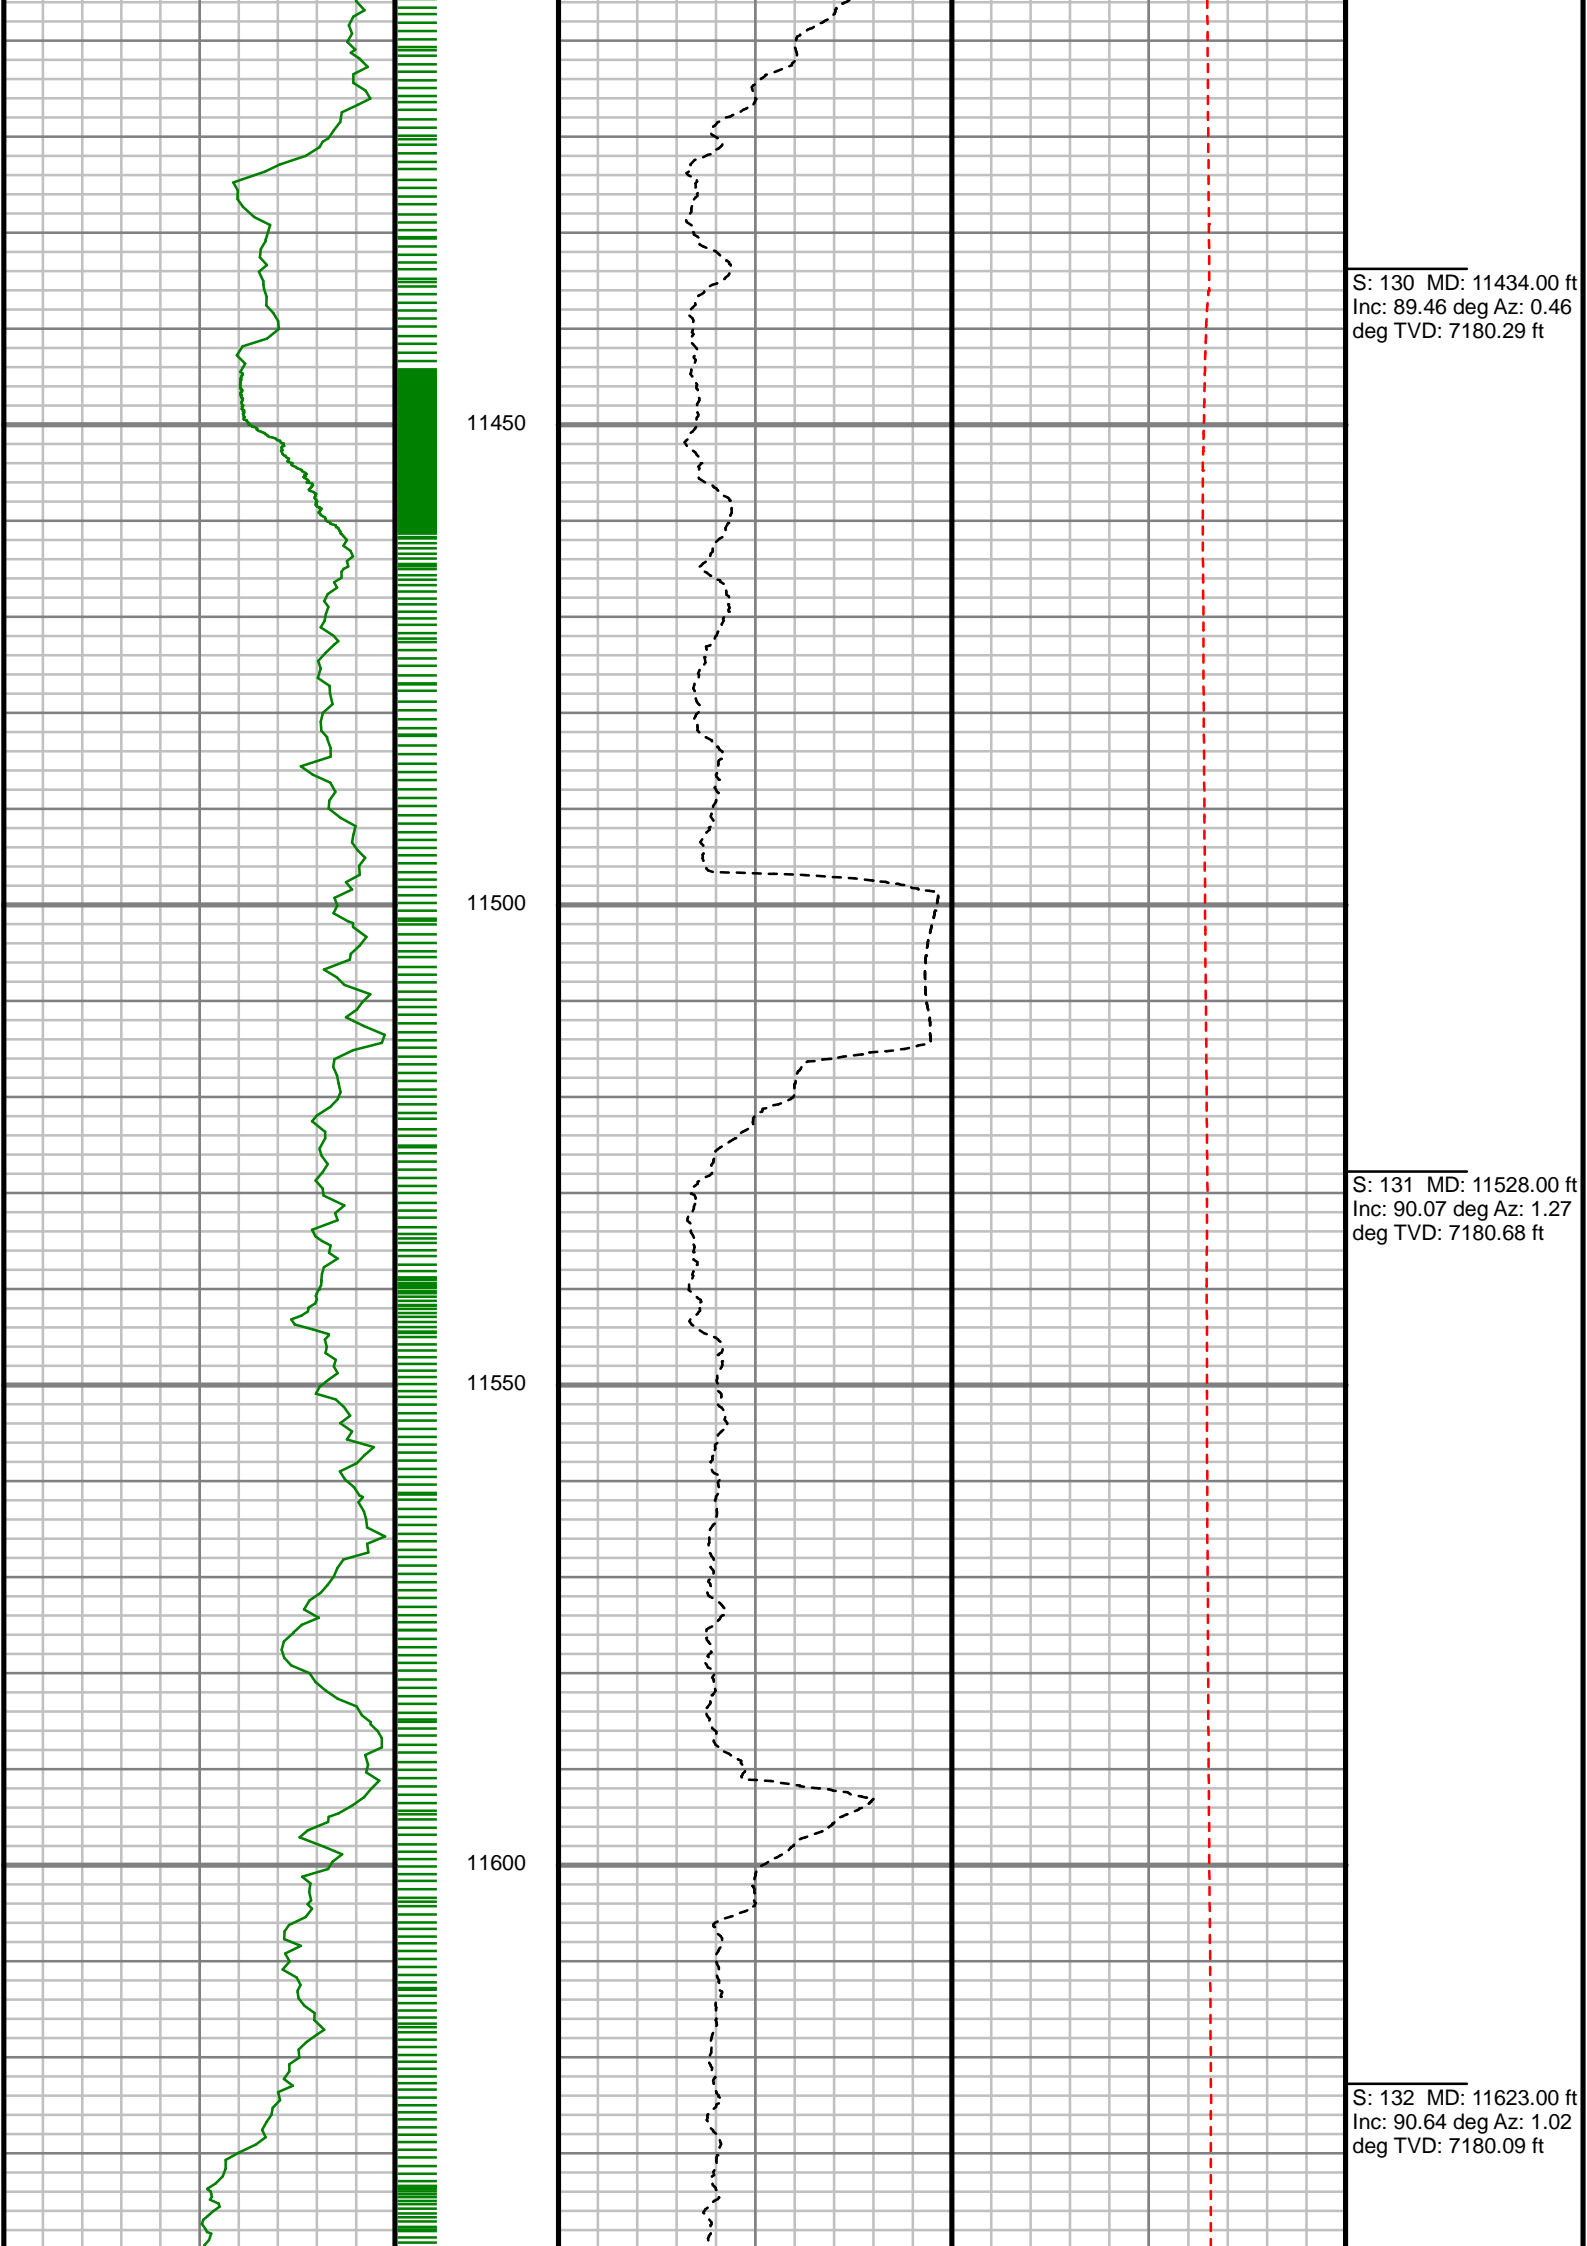 S: 130 MD: 11434.00 ft
Inc: 89.46 deg Az: 0.46
deg TVD: 7180.29 ft
11450
11500
S: 131 MD: 11528.00 ft
Inc: 90.07 deg Az: 1.27
deg TVD: 7180.68 ft
11550
11600
S: 132 MD: 11623.00 ft
Inc: 90.64 deg Az: 1.02
deg TVD: 7180.09 ft